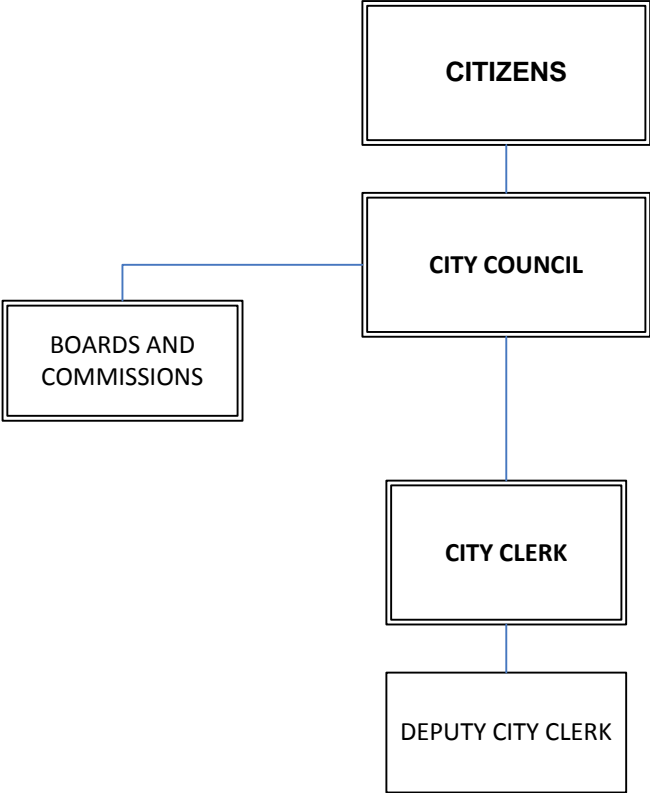 CITIZENS
CITY COUNCIL
BOARDS AND
COMMISSIONS
CITY CLERK
DEPUTY CITY CLERK